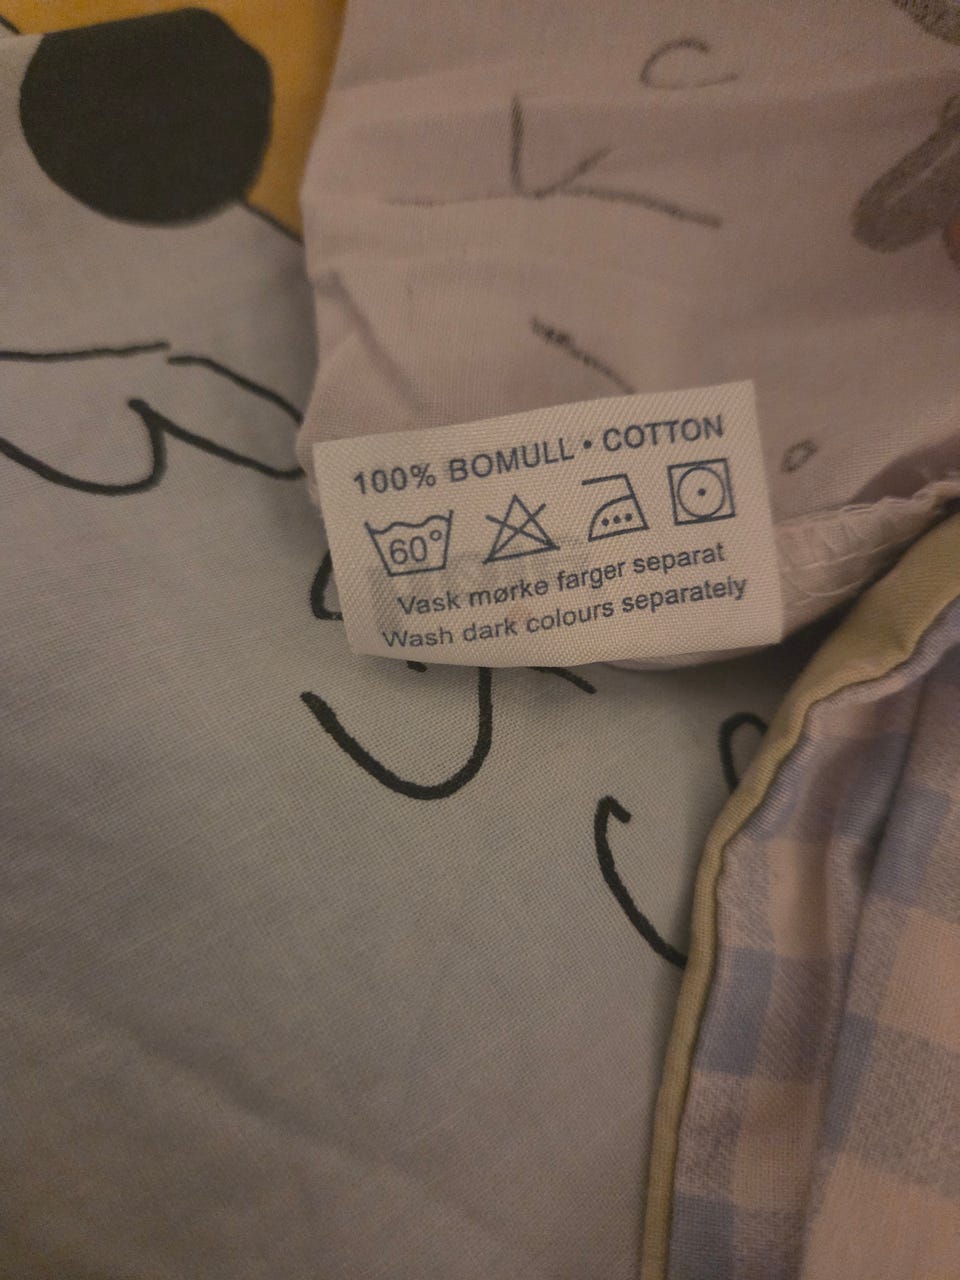 100% BOMULL • COTTON
60°
Vask mørke farger separat
Wash dark colours separately